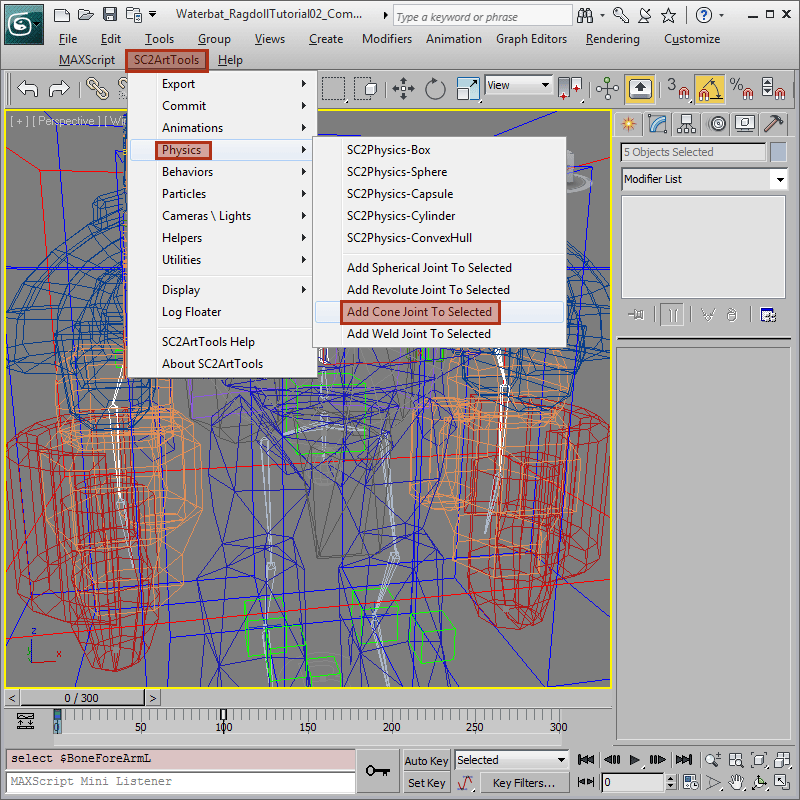 Waterbat_RagdollTutorial02_Com...
Type a keyword or phrase
File Edit Tools Group Views Create Modifiers Animation Graph Editors Rendering Customize
MAXScript SC2ArtTools Help
View
3
%
[ + ] [ Perspective ] [ Wir
Export
Commit
Animations
Physics
Behaviors
Particles
Cameras \ Lights
Helpers
Utilities
Display
Log Floater
SC2ArtTools Help
About SC2ArtTools
SC2Physics-Box
SC2Physics-Sphere
SC2Physics-Capsule
SC2Physics-Cylinder
SC2Physics-ConvexHull
Add Spherical Joint To Selected
Add Revolute Joint To Selected
Add Cone Joint To Selected
Add Weld Joint To Selected
5 Objects Selected
Modifier List
z
x
< 0 / 300 >
0 50 100 150 200 250 300
select $BoneForeArmL
MAXScript Mini Listener
Auto Key Selected
Set Key Key Filters...
0